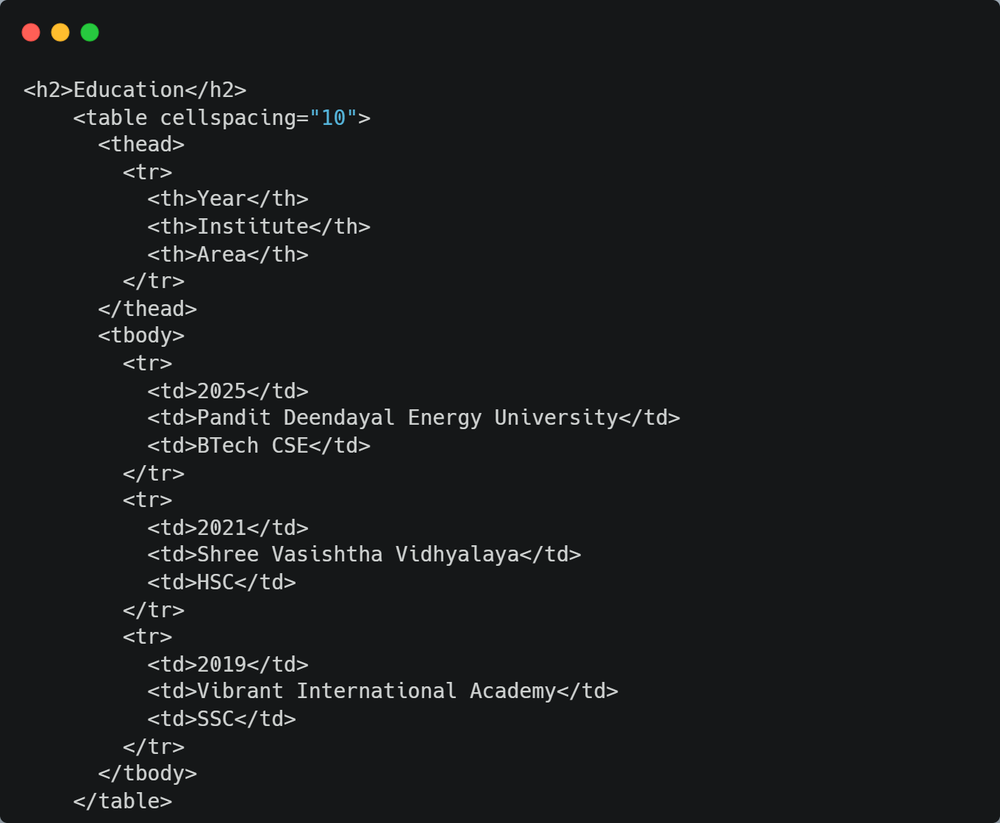 <h2>Education</h2>
    <table cellspacing="10">
      <thead>
        <tr>
          <th>Year</th>
          <th>Institute</th>
          <th>Area</th>
        </tr>
      </thead>
      <tbody>
        <tr>
          <td>2025</td>
          <td>Pandit Deendayal Energy University</td>
          <td>BTech CSE</td>
        </tr>
        <tr>
          <td>2021</td>
          <td>Shree Vasishtha Vidhyalaya</td>
          <td>HSC</td>
        </tr>
        <tr>
          <td>2019</td>
          <td>Vibrant International Academy</td>
          <td>SSC</td>
        </tr>
      </tbody>
    </table>